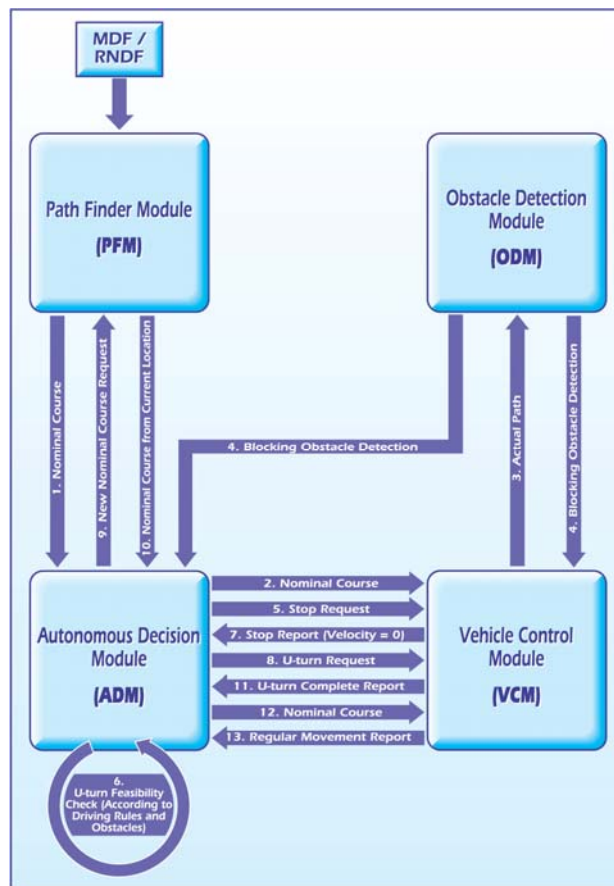 MDF /
RNDF
Path Finder Module
(PFM)
Obstacle Detection
Module
(ODM)
1. Nominal Course
9. New Nominal Course Request
10. Nominal Course from Current Location
4. Blocking Obstacle Detection
3. Actual Path
4. Blocking Obstacle Detection
Autonomous Decision
Module
(ADM)
2. Nominal Course
5. Stop Request
7. Stop Report (Velocity = 0)
8. U-turn Request
11. U-turn Complete Report
12. Nominal Course
13. Regular Movement Report
Vehicle Control
Module
(VCM)
6.
U-turn Feasibility
Check (According to
Driving Rules and
Obstacles)